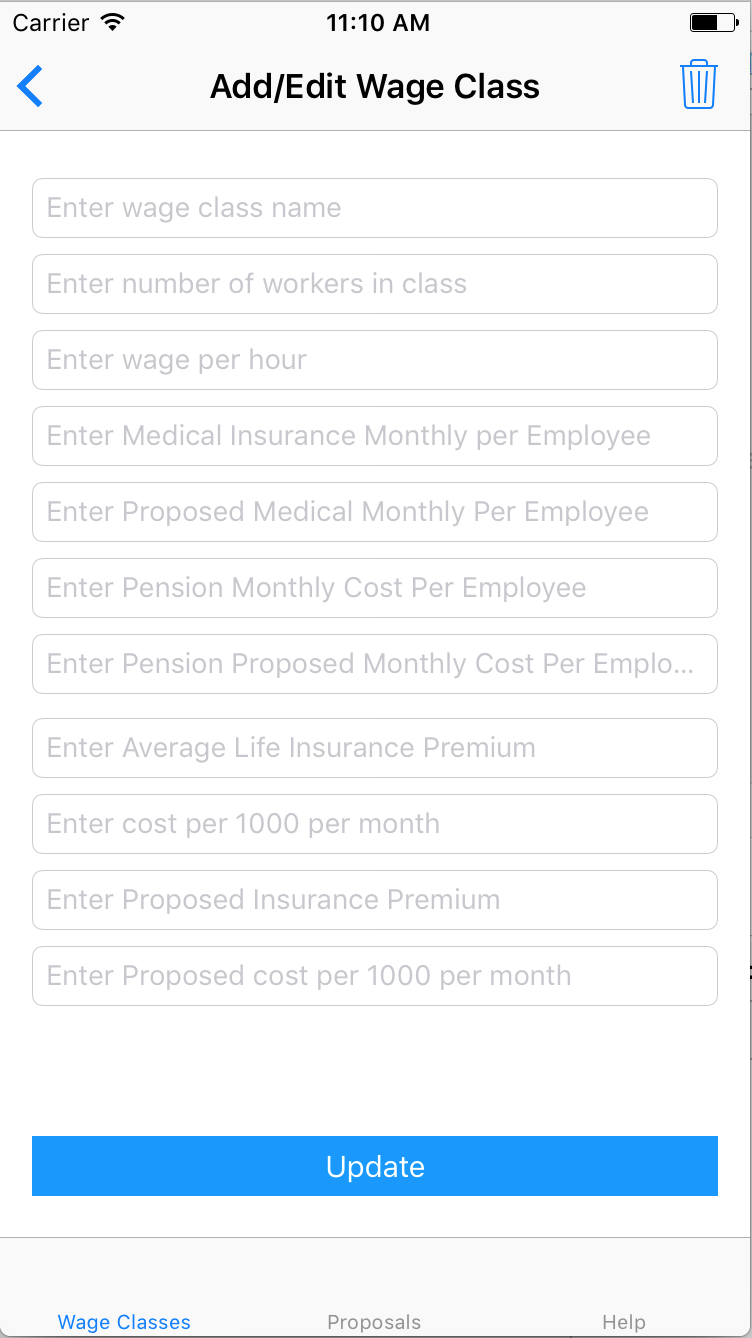 Carrier 11:10 AM
Add/Edit Wage Class
Enter wage class name
Enter number of workers in class
Enter wage per hour
Enter Medical Insurance Monthly per Employee
Enter Proposed Medical Monthly Per Employee
Enter Pension Monthly Cost Per Employee
Enter Pension Proposed Monthly Cost Per Emplo...
Enter Average Life Insurance Premium
Enter cost per 1000 per month
Enter Proposed Insurance Premium
Enter Proposed cost per 1000 per month
Update
Wage Classes Proposals Help